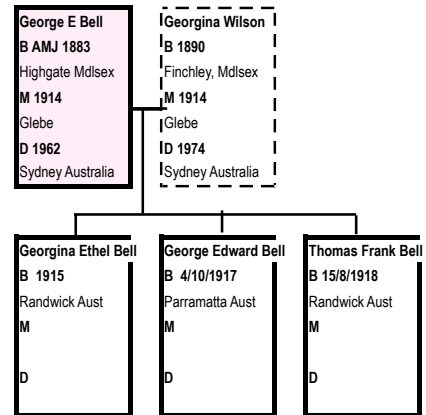 George E Bell
B AMJ 1883
Highgate Mdlsex
M 1914
Glebe
D 1962
Sydney Australia
Georgina Wilson
B 1890
Finchley, Mdlsex
M 1914
Glebe
D 1974
Sydney Australia
Georgina Ethel Bell
B 1915
Randwick Aust
M
D
George Edward Bell
B 4/10/1917
Parramatta Aust
M
D
Thomas Frank Bell
B 15/8/1918
Randwick Aust
M
D